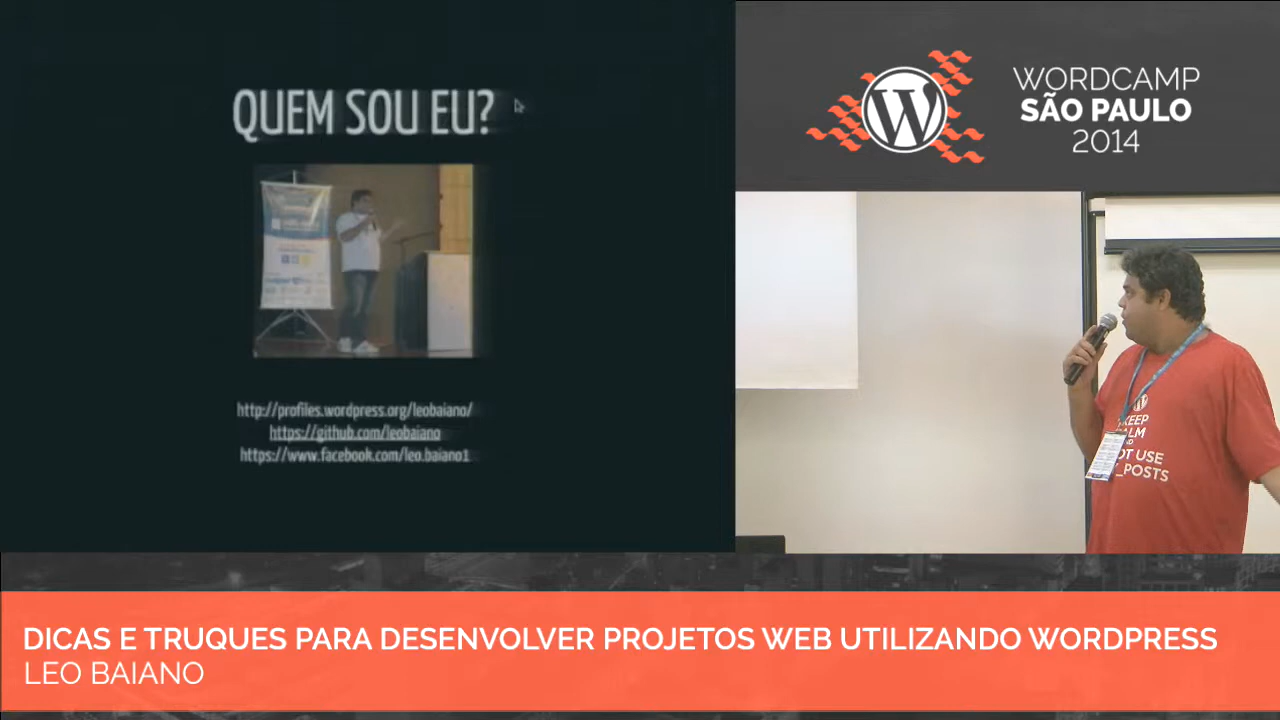 QUEM SOU EU?
http://profiles.wordpress.org/leobaiano/
https://github.com/leobaiano
https://www.facebook.com/leo.baiano1
WORDCAMP
SÃO PAULO
2014
KEEP
ALM
OT USE
_POSTS
DICAS E TRUQUES PARA DESENVOLVER PROJETOS WEB UTILIZANDO WORDPRESS
LEO BAIANO